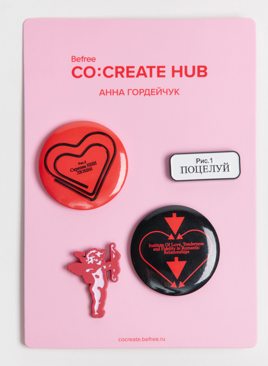 Befree
CO:CREATE HUB
АННА ГОРДЕЙЧУК
Рис.1
ПОЦЕЛУЙ
Institute Of Love, Tenderness
and Fidelity in Romantic
Relationships
cocreate.befree.ru